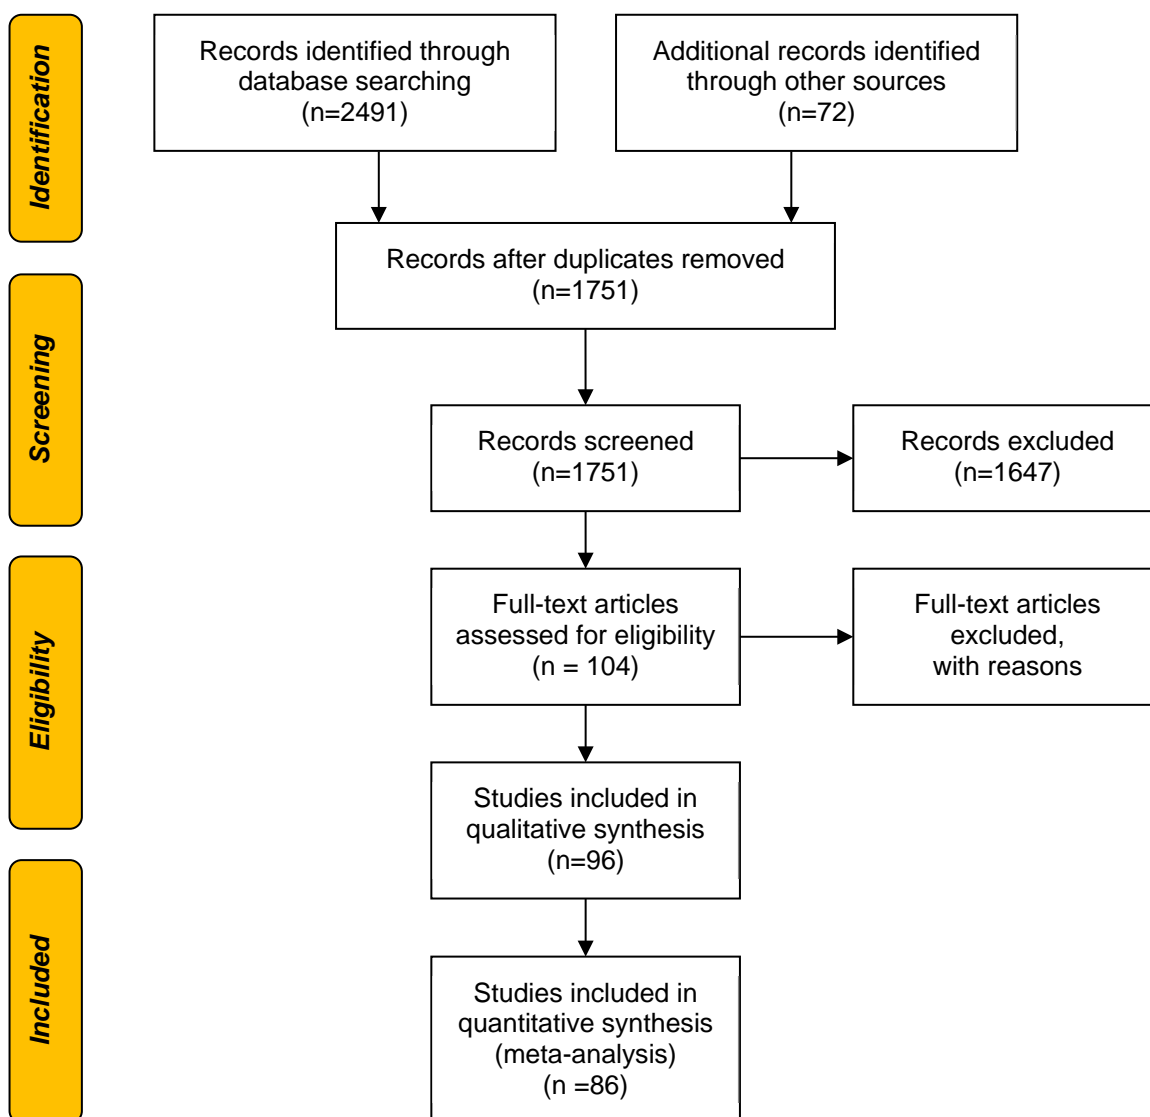 Identification
Records identified through
database searching
(n=2491)
Additional records identified
through other sources
(n=72)
Records after duplicates removed
(n=1751)
Screening
Records screened
(n=1751)
Records excluded
(n=1647)
Eligibility
Full-text articles
assessed for eligibility
(n = 104)
Full-text articles
excluded,
with reasons
Studies included in
qualitative synthesis
(n=96)
Included
Studies included in
quantitative synthesis
(meta-analysis)
(n =86)